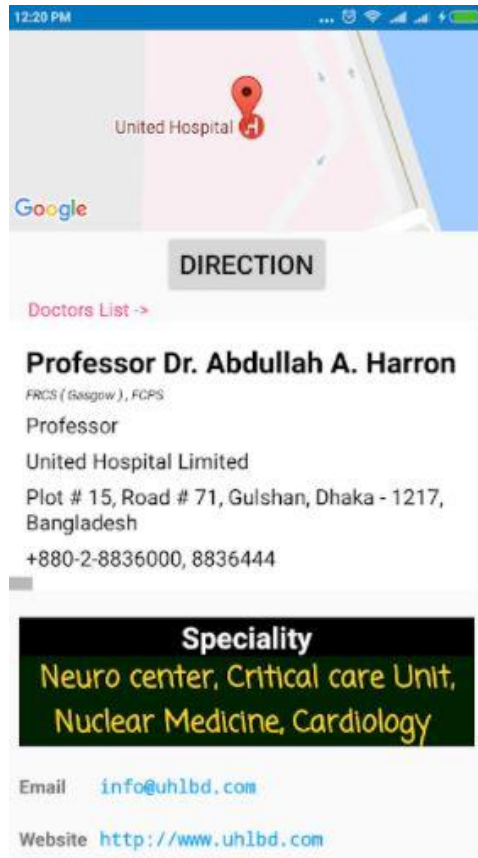 12:20 PM
United Hospital
Google
DIRECTION
Doctors List ->
Professor Dr. Abdullah A. Harron
FRCS ( Gasgow ) , FCPS
Professor
United Hospital Limited
Plot # 15, Road # 71, Gulshan, Dhaka - 1217,
Bangladesh
+880-2-8836000, 8836444
Speciality
Neuro center, Critical care Unit,
Nuclear Medicine, Cardiology
Email info@uhlbd.com
Website http://www.uhlbd.com